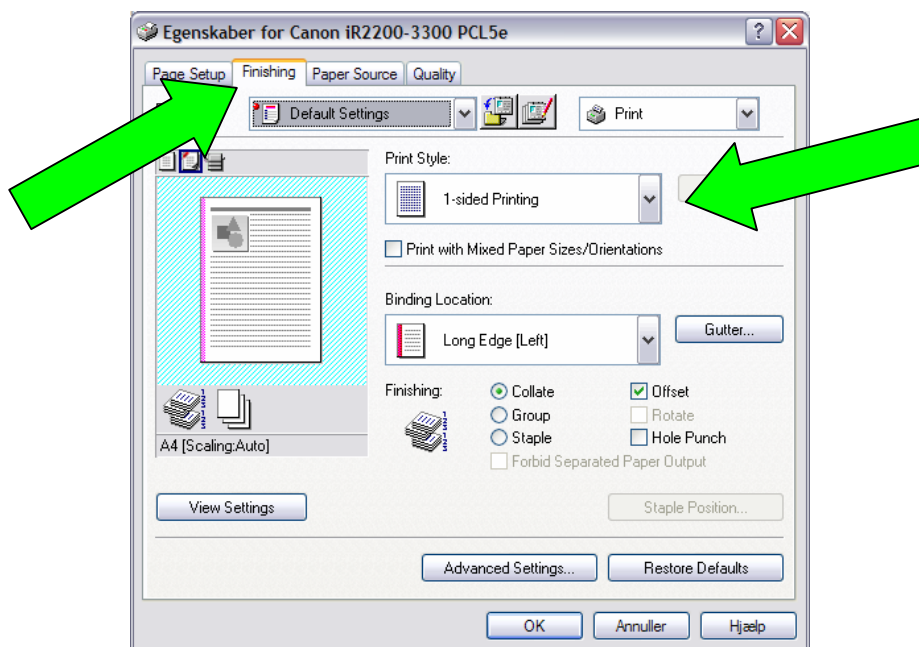 Egenskaber for Canon iR2200-3300 PCL5e
Page Setup Finishing Paper Source Quality
Default Settings Print
Print Style:
1-sided Printing
Print with Mixed Paper Sizes/Orientations
Binding Location:
Long Edge [Left] Gutter...
Finishing: Collate Offset
Group Rotate
Staple Hole Punch
Forbid Separated Paper Output
A4 [Scaling:Auto]
View Settings Staple Position...
Advanced Settings... Restore Defaults
OK Annuller Hjælp